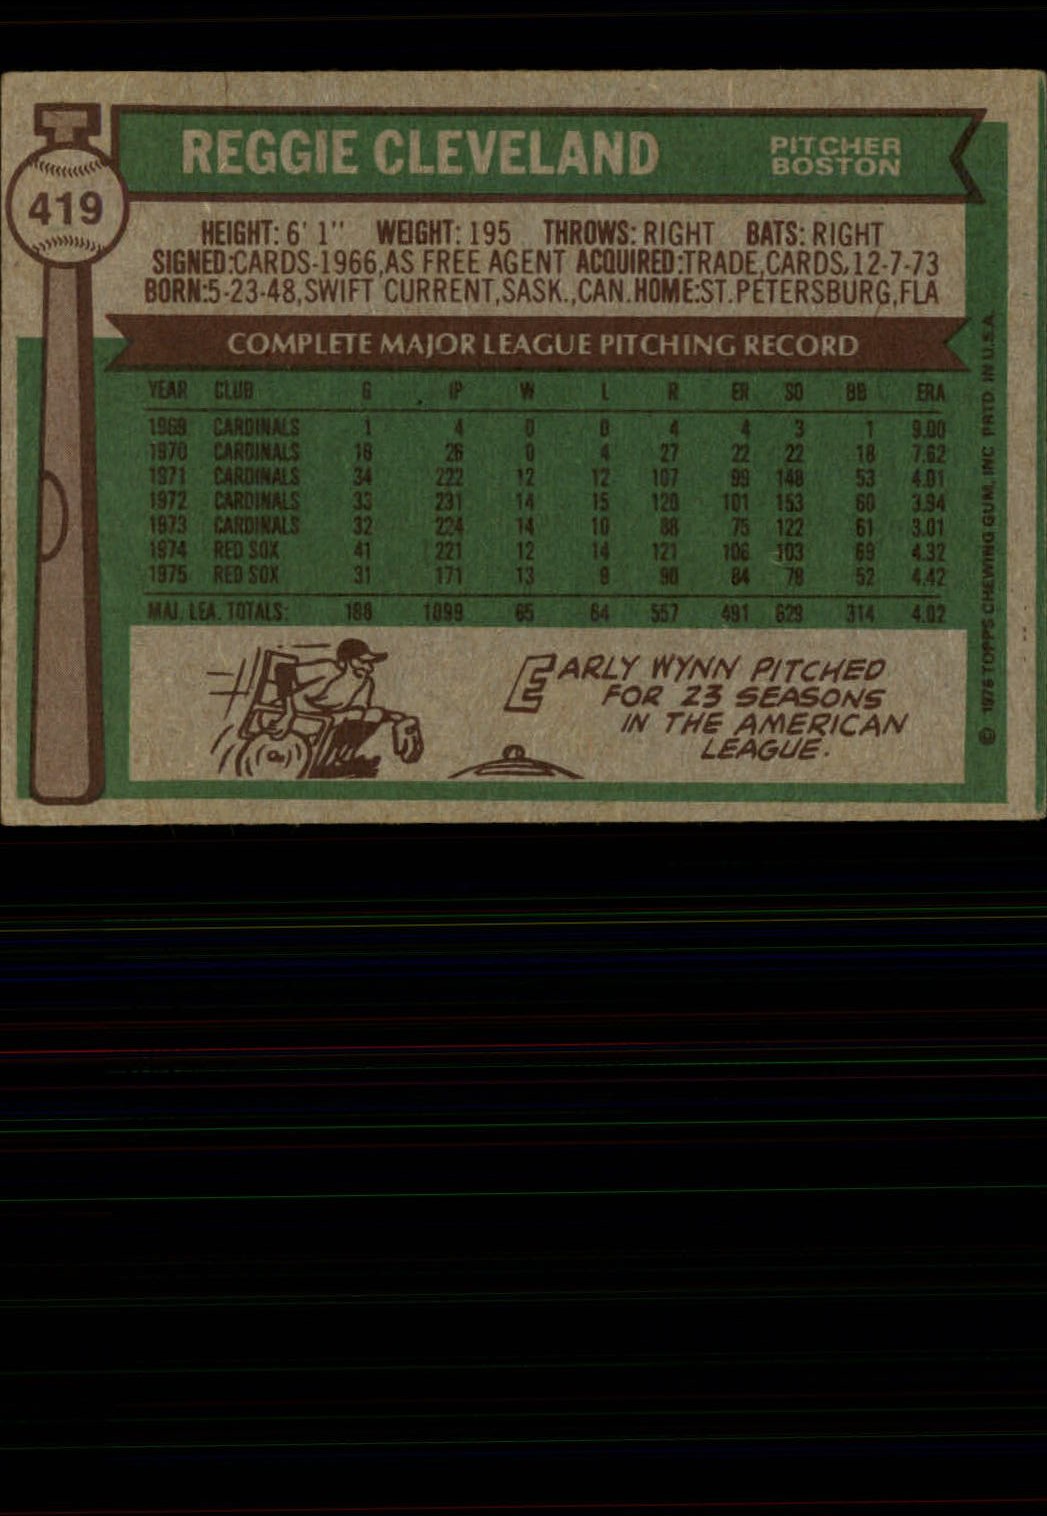 REGGIE CLEVELAND
PITCHER
BOSTON
419
HEIGHT: 6' 1" WEIGHT: 195 THROWS: RIGHT BATS: RIGHT
SIGNED:CARDS-1966,AS FREE AGENT ACQUIRED:TRADE,CARDS,12-7-73
BORN:5-23-48,SWIFT CURRENT,SASK.,CAN.HOME:ST.PETERSBURG,FLA
COMPLETE MAJOR LEAGUE PITCHING RECORD
YEAR CLUB G IP W L R ER SO BB ERA
1969 CARDINALS 1 4 0 0 4 4 3 1 9.00
1970 CARDINALS 16 26 0 4 27 22 22 18 7.62
1971 CARDINALS 34 222 12 12 107 99 148 53 4.01
1972 CARDINALS 33 231 14 15 120 101 153 60 3.94
1973 CARDINALS 32 224 14 10 88 75 122 61 3.01
1974 RED SOX 41 221 12 14 121 106 103 69 4.32
1975 RED SOX 31 171 13 9 90 84 78 52 4.42
MAJ. LEA. TOTALS: 188 1099 65 64 557 491 629 314 4.02
EARLY WYNN PITCHED
FOR 23 SEASONS
IN THE AMERICAN
LEAGUE.
© 1976 TOPPS CHEWING GUM, INC PRTD. IN U.S.A.